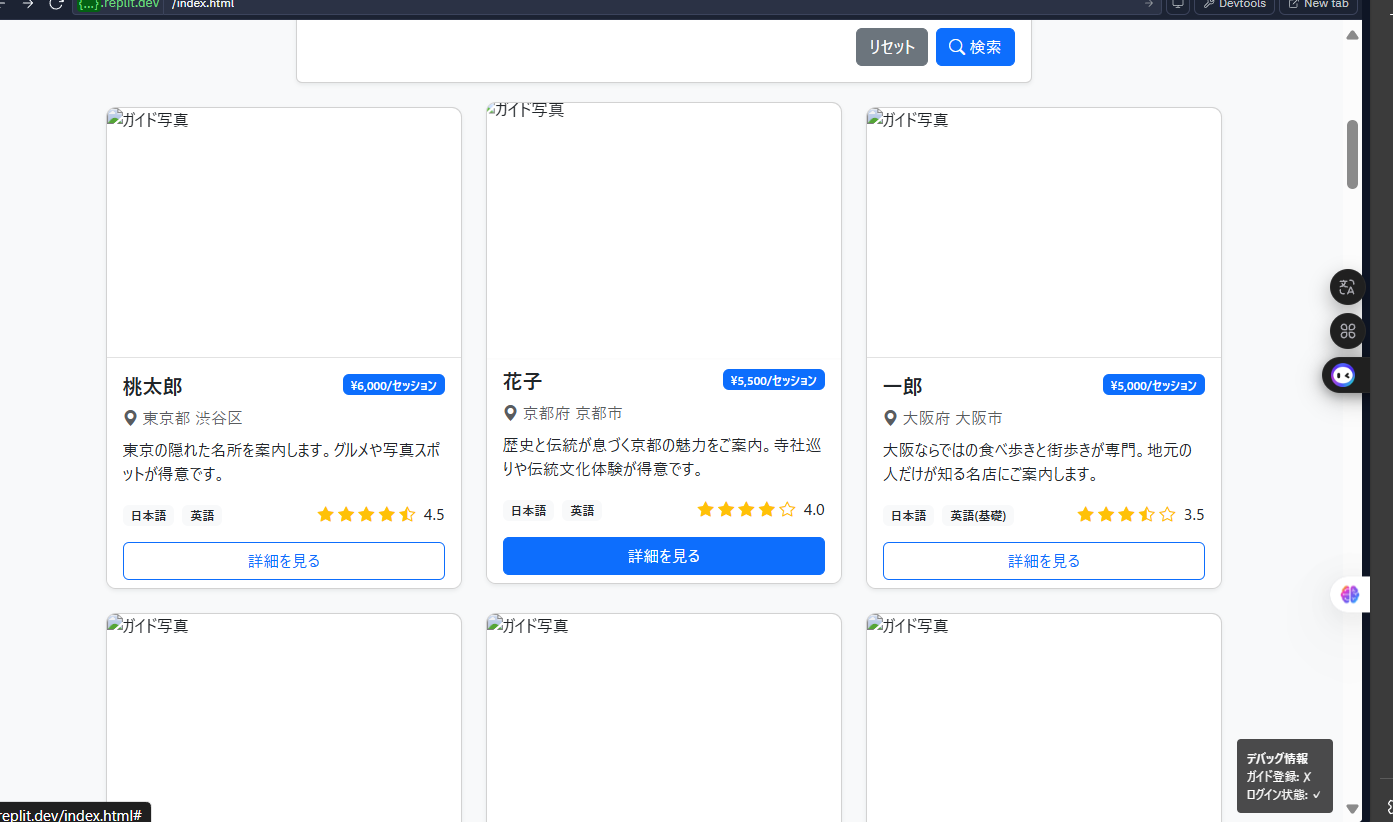 {...}.replit.dev /index.html
Devtools
New tab
リセット
検索
ガイド写真
ガイド写真
ガイド写真
桃太郎
¥6,000/セッション
東京都 渋谷区
東京の隠れた名所を案内します。グルメや写真スポ
ットが得意です。
日本語 英語
4.5
詳細を見る
花子
¥5,500/セッション
京都府 京都市
歴史と伝統が息づく京都の魅力をご案内。寺社巡
りや伝統文化体験が得意です。
日本語 英語
4.0
詳細を見る
一郎
¥5,000/セッション
大阪府 大阪市
大阪ならではの食べ歩きと街歩きが専門。地元の
人だけが知る名店にご案内します。
日本語 英語(基礎)
3.5
詳細を見る
ガイド写真
ガイド写真
ガイド写真
デバッグ情報
ガイド登録: ✗
ログイン状態: ✓
replit.dev/index.html#